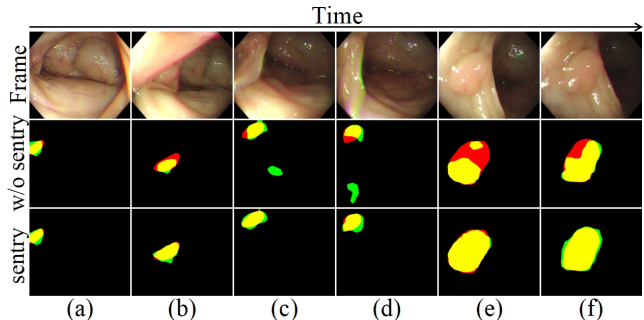 Time
Frame
w/o sentry
sentry
(a) (b) (c) (d) (e) (f)